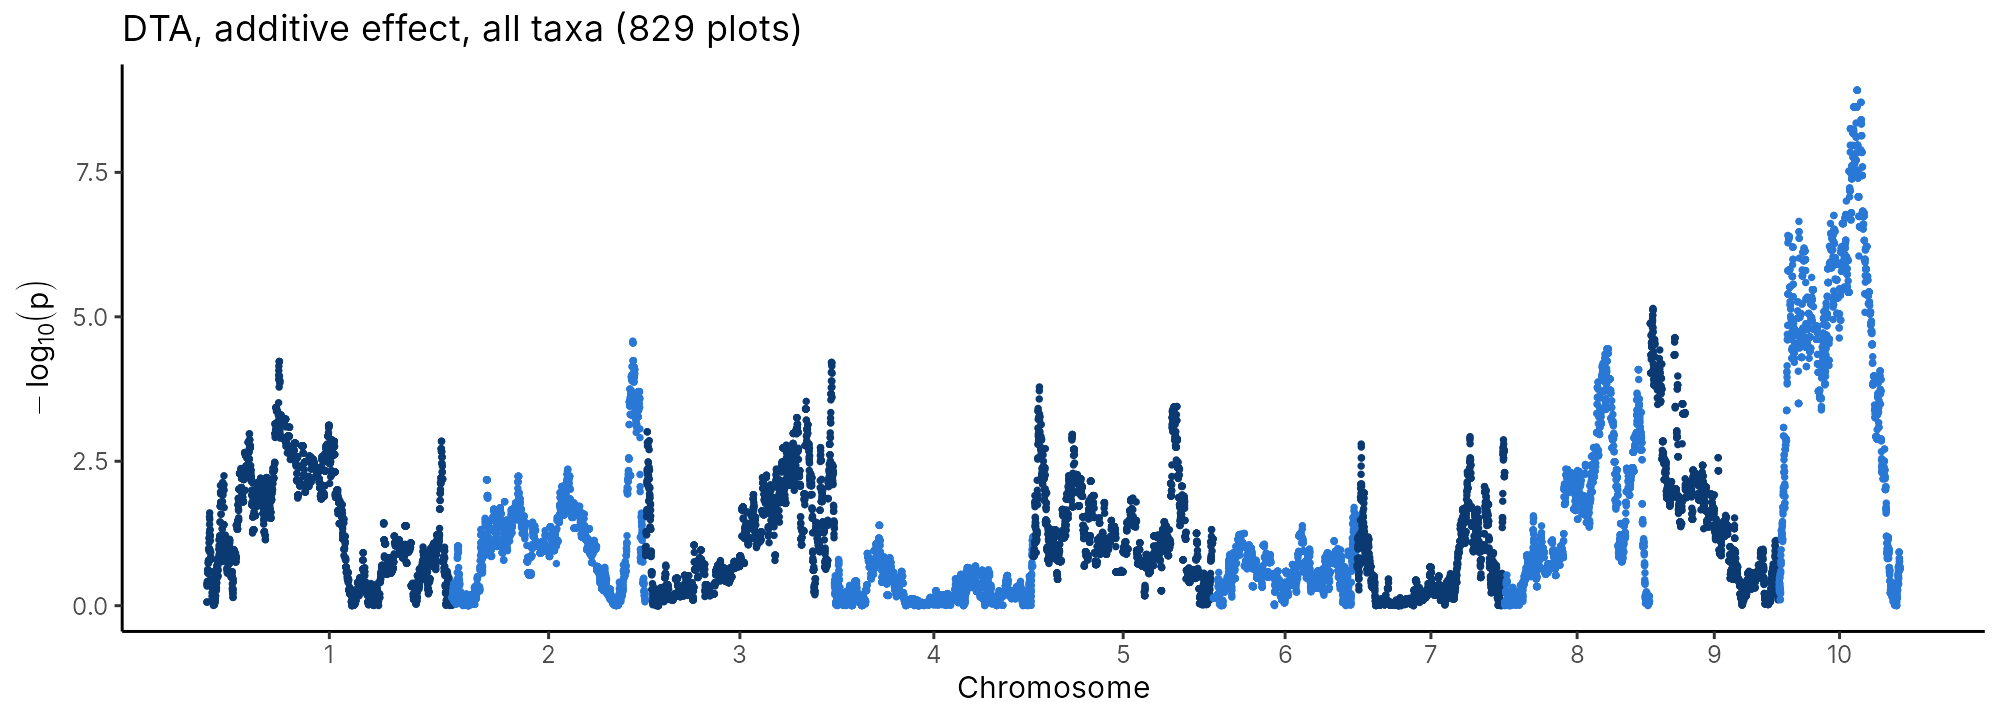 DTA, additive effect, all taxa (829 plots)
− log10(p)
7.5
5.0
2.5
0.0
1 2 3 4 5 6 7 8 9 10
Chromosome